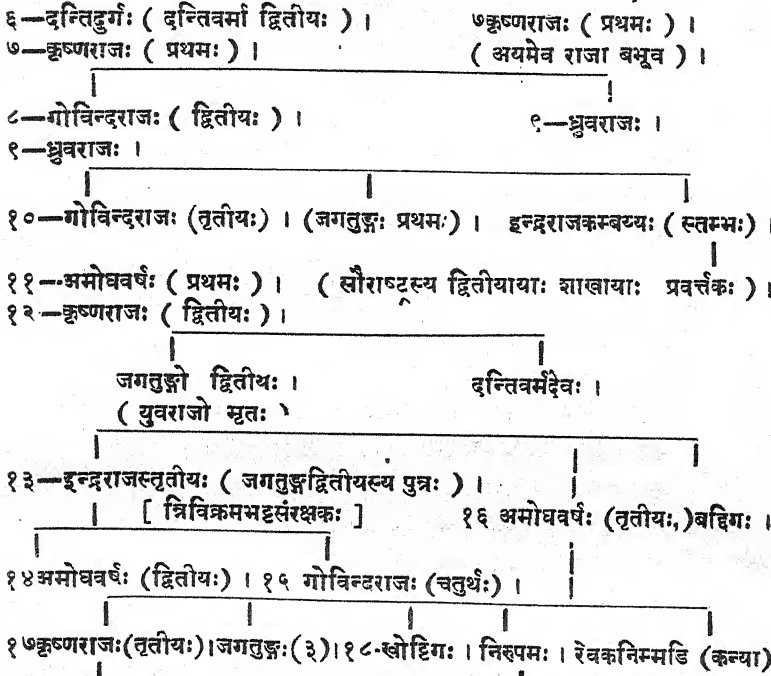 ६—दन्तिदुर्गः ( दन्तिवर्मा द्वितीयः ) । ७कृष्णराजः ( प्रथमः ) ।
७—कृष्णराजः ( प्रथमः ) । ( अयमेव राजा बभूव ) ।
८—गोविन्दराजः ( द्वितीयः ) । ९—ध्रुवराजः ।
९—ध्रुवराजः ।
१०—गोविन्दराजः (तृतीयः) । (जगतुङ्गः प्रथमः) । इन्द्रराजकम्बय्यः ( स्तम्भः) ।
११—अमोघवर्षः ( प्रथमः ) । ( सौराष्ट्रस्य द्वितीयायाः शाखायाः प्रवर्त्तकः ) ।
१२—कृष्णराजः ( द्वितीयः ) ।
जगतुङ्गो द्वितीयः । दन्तिवर्मदेवः ।
( युवराजो मृतः )
१३—इन्द्रराजस्तृतीयः ( जगतुङ्गद्वितीयस्य पुत्रः ) ।
[ त्रिविक्रमभट्टसंरक्षकः ] १६ अमोघवर्षः (तृतीयः,)बद्दिगः ।
१४अमोघवर्षः (द्वितीयः) । १५ गोविन्दराजः (चतुर्थः) ।
१७कृष्णराजः(तृतीयः)।जगतुङ्गः(३)।१८-खोट्टिगः । निरुपमः । रेवकनिम्मडि (कन्या)